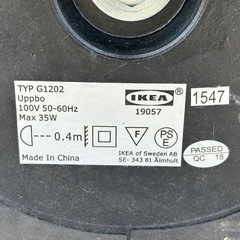 TYP G1202
Uppbo
100V 50-60Hz
Max 35W
IKEA
19057
1547
0.4m
F
PS
E
PASSED
QC 18
Made in China
© Inter IKEA of Sweden AB
SE- 343 81 Älmhult